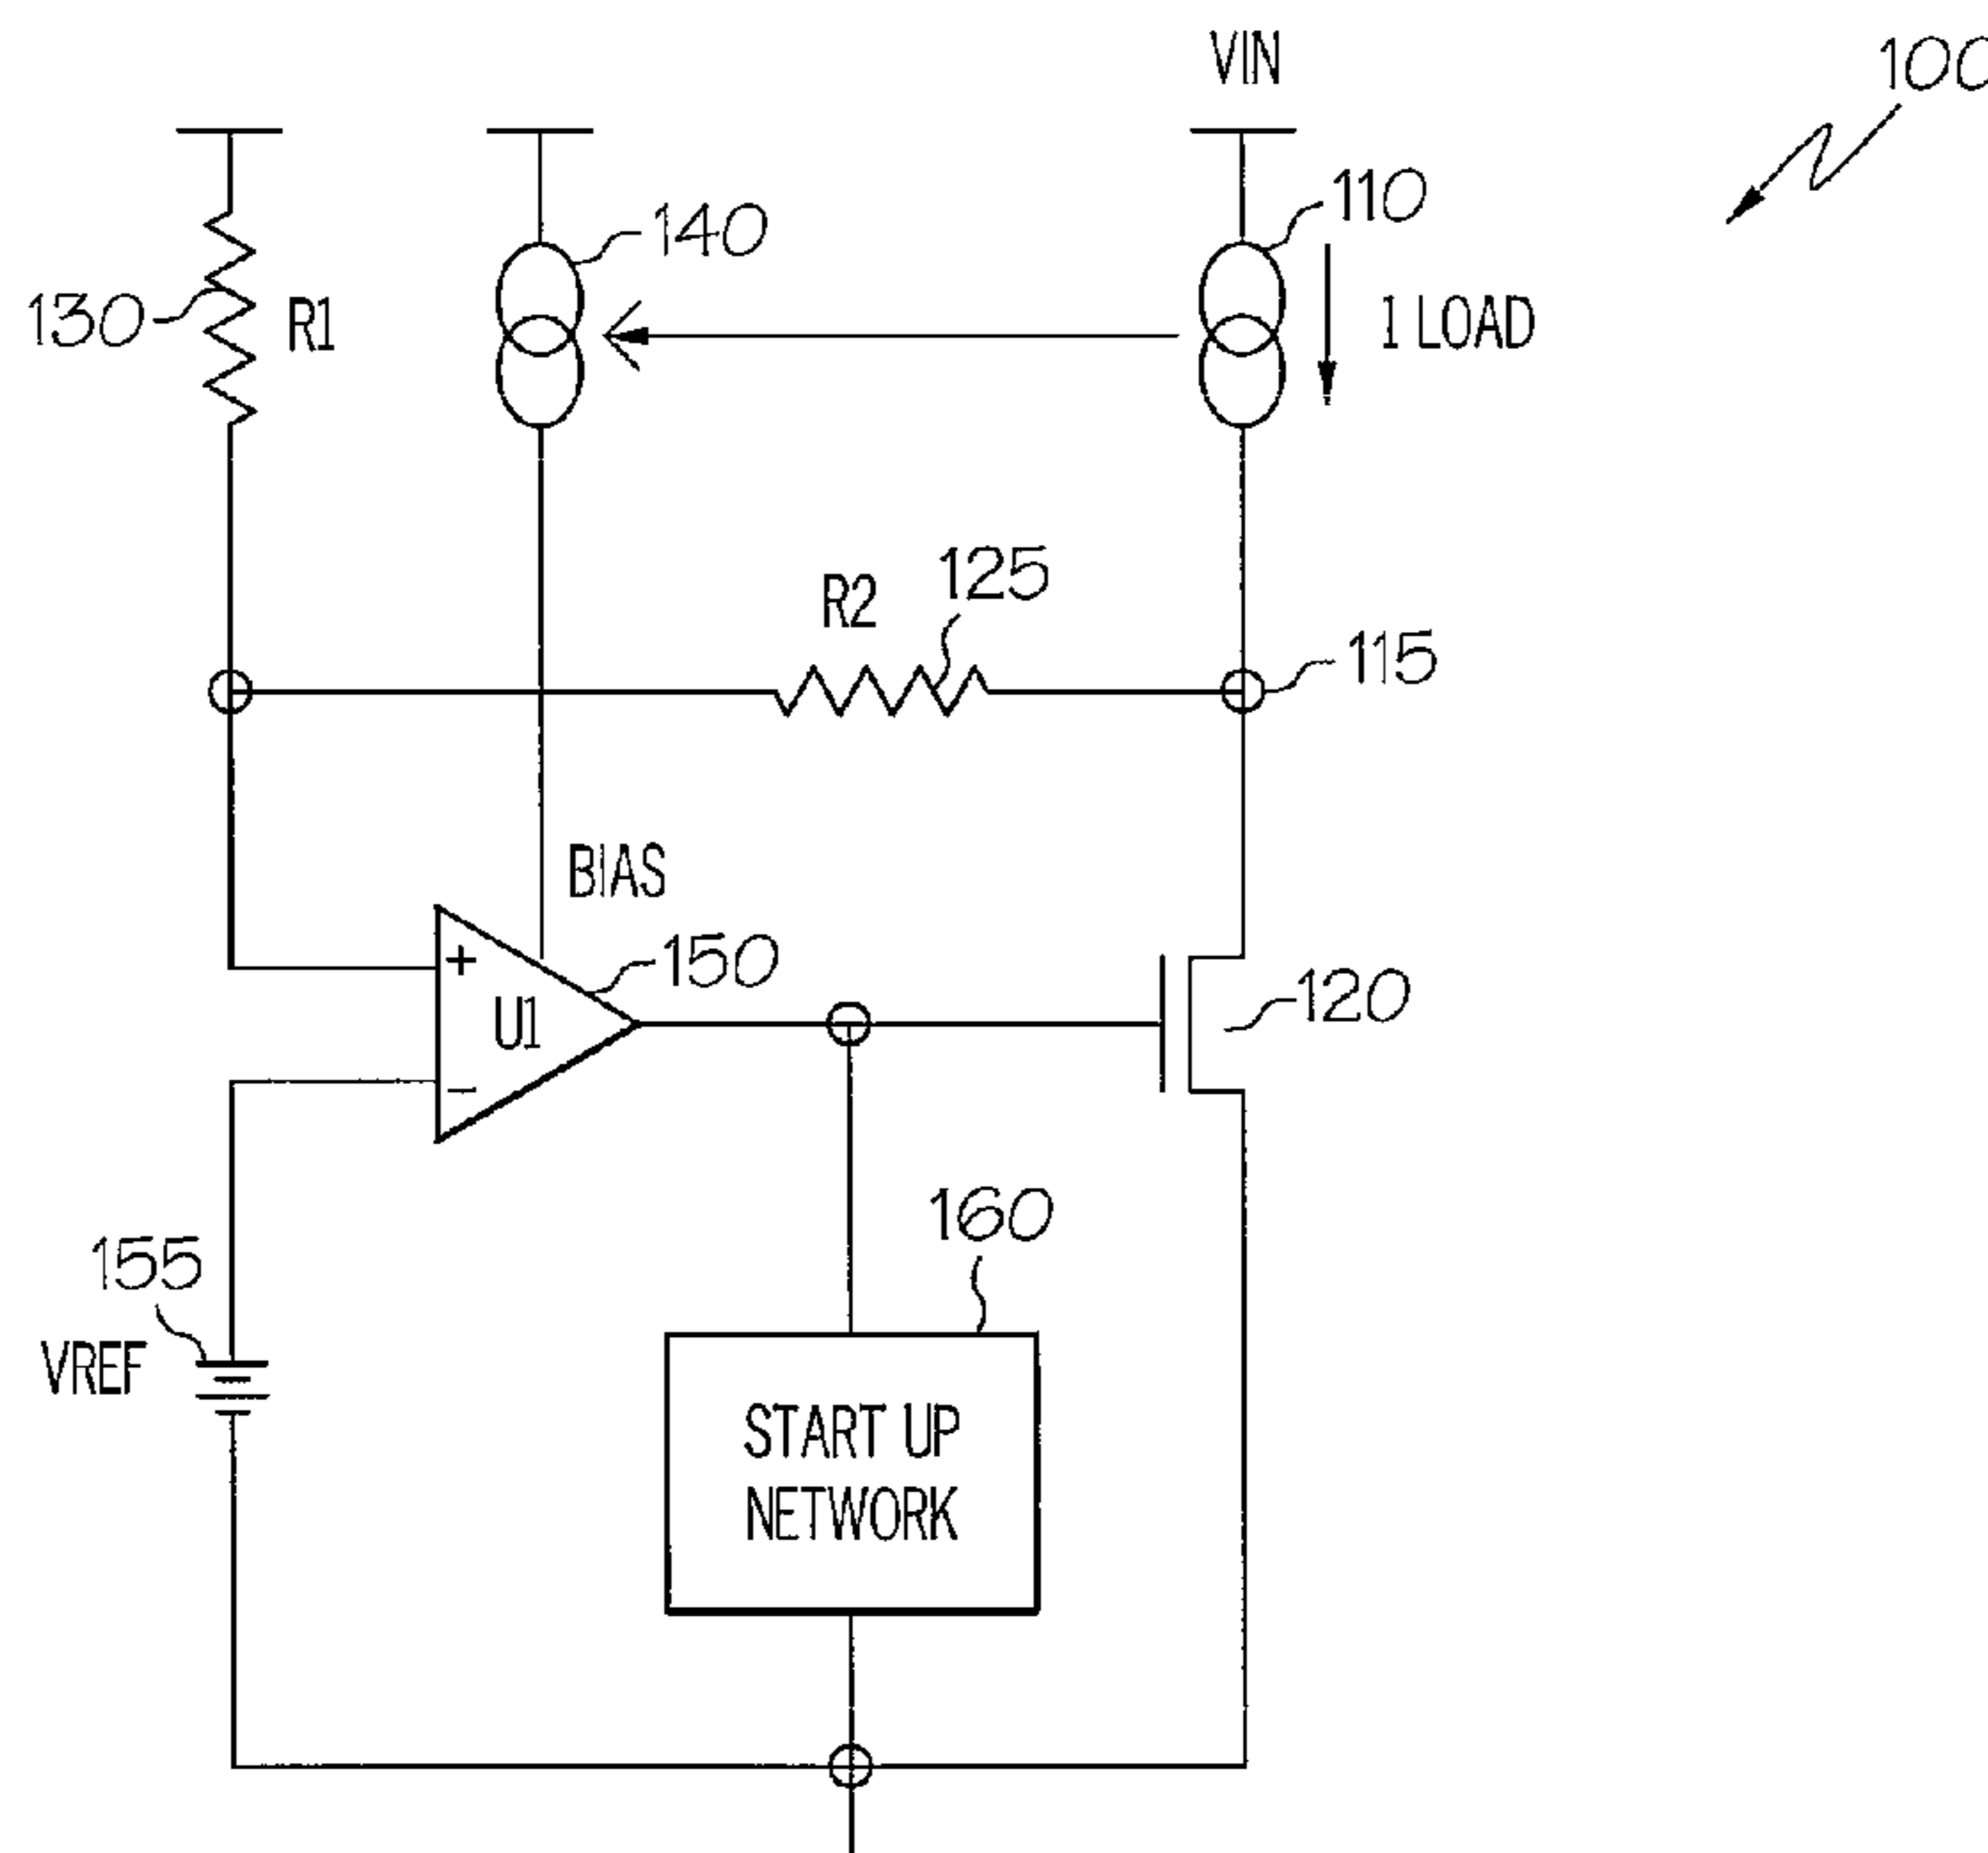 VIN
100
110
140
130
R1
I LOAD
R2
125
115
BIAS
150
+
U1
120
-
160
155
VREF
START UP
NETWORK